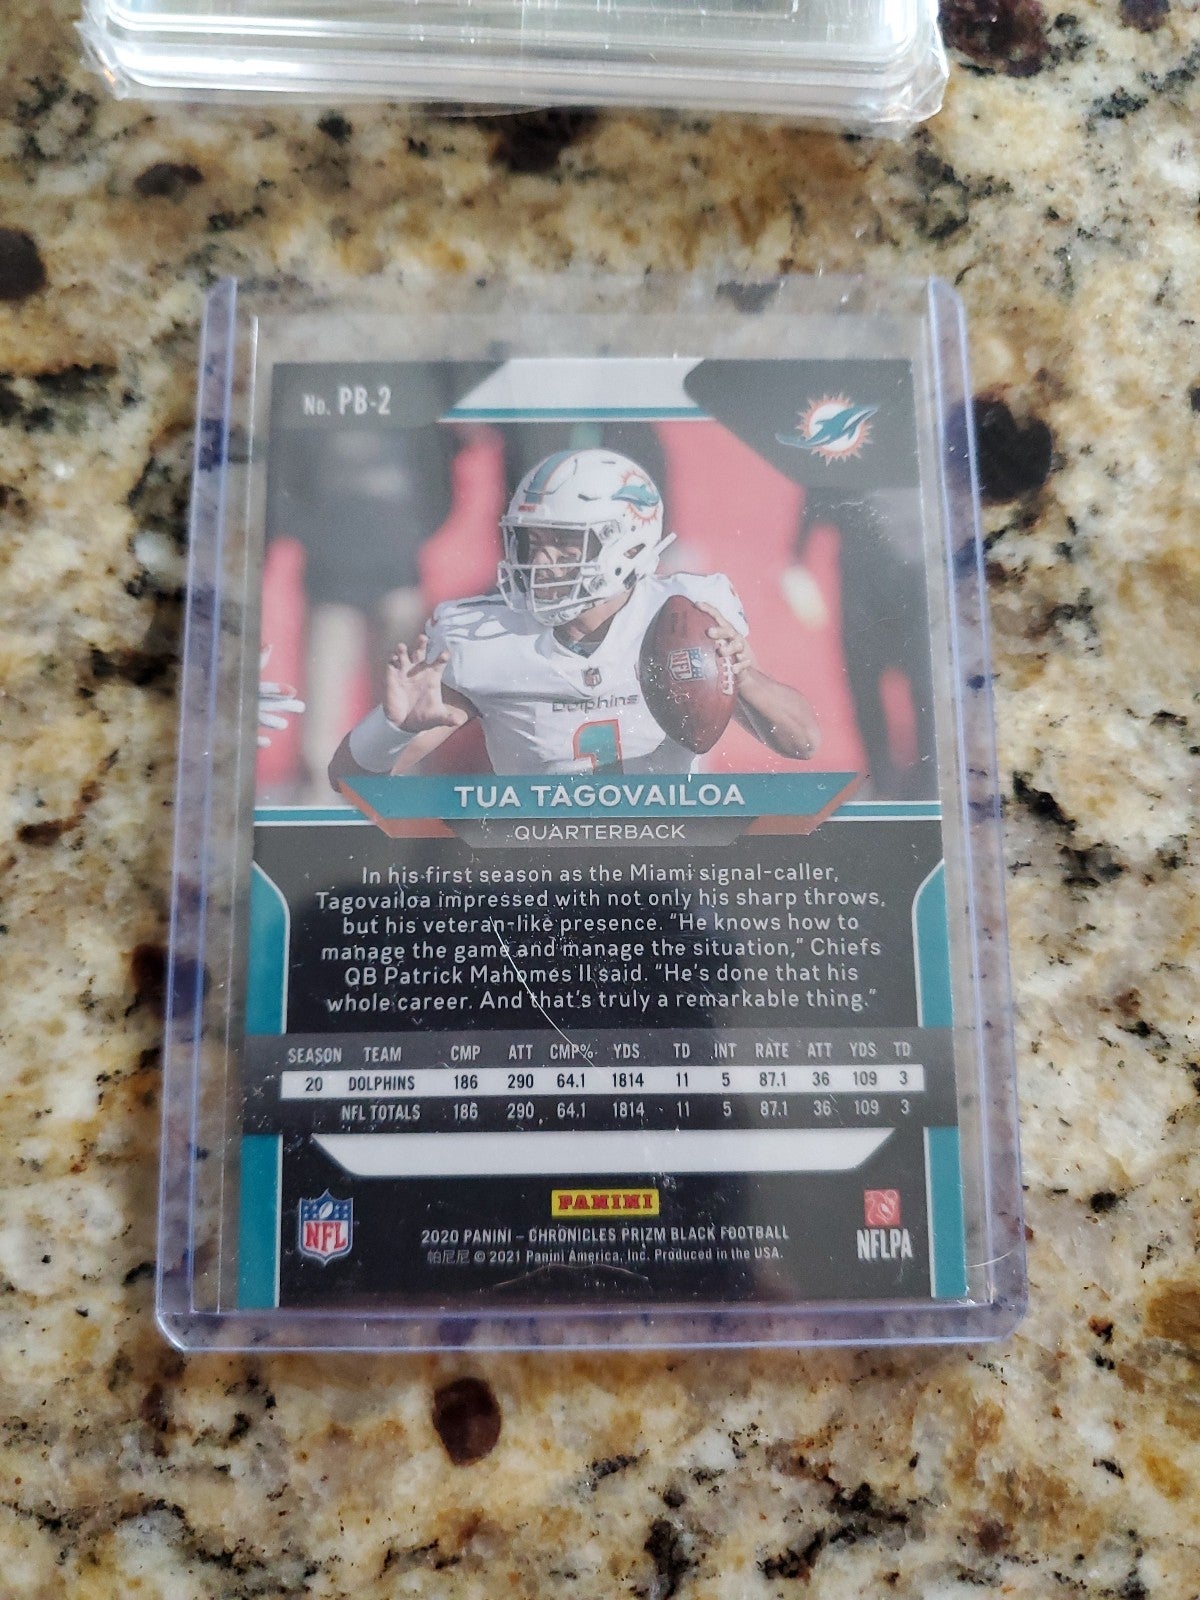 No. PB-2
NFL
Dolphins
1
TUA TAGOVAILOA
QUARTERBACK
In his first season as the Miami signal-caller,
Tagovailoa impressed with not only his sharp throws,
but his veteran-like presence. "He knows how to
manage the game and manage the situation," Chiefs
QB Patrick Mahomes II said. "He's done that his
whole career. And that's truly a remarkable thing."
SEASON TEAM CMP ATT CMP% YDS TD INT RATE ATT YDS TD
20 DOLPHINS 186 290 64.1 1814 11 5 87.1 36 109 3
NFL TOTALS 186 290 64.1 1814 11 5 87.1 36 109 3
PANINI
NFL
2020 PANINI – CHRONICLES PRIZM BLACK FOOTBALL
帕尼尼 © 2021 Panini America, Inc. Produced in the USA.
NFLPA